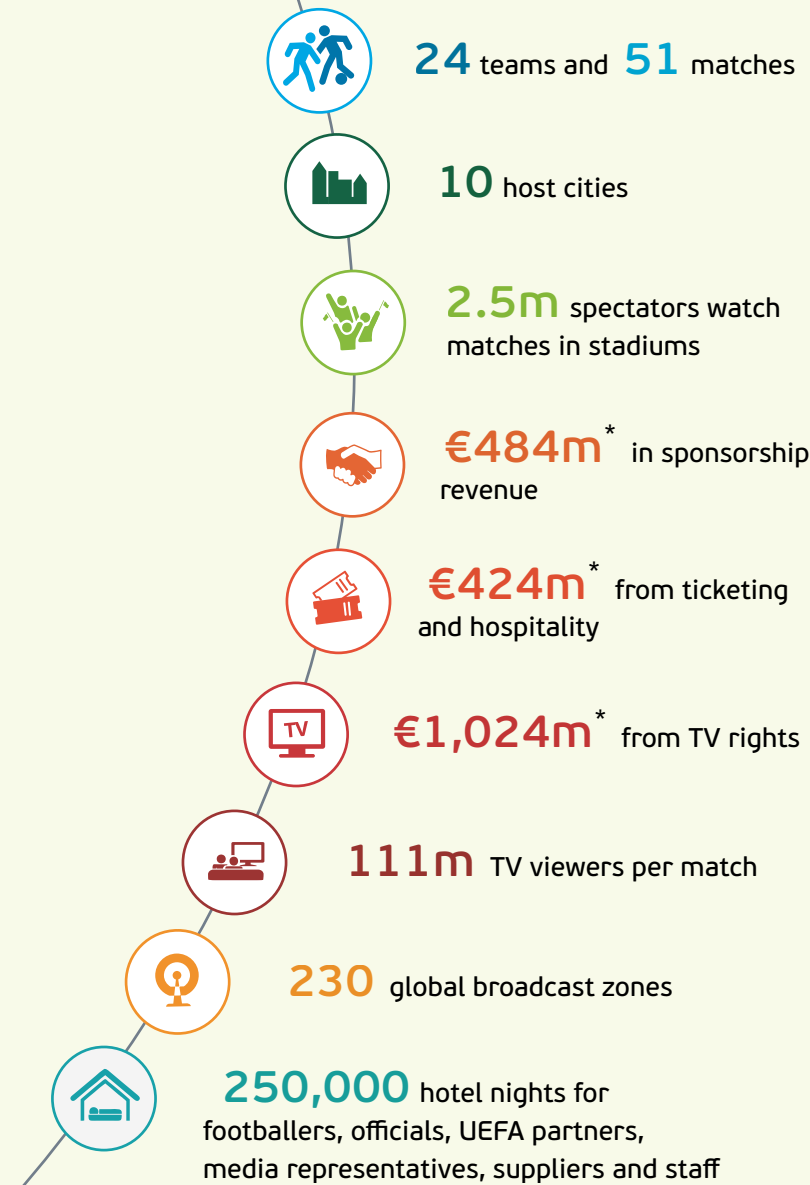 24 teams and 51 matches
10 host cities
2.5m spectators watch
matches in stadiums
€484m* in sponsorship
revenue
€424m* from ticketing
and hospitality
TV
€1,024m* from TV rights
111m TV viewers per match
230 global broadcast zones
250,000 hotel nights for
footballers, officials, UEFA partners,
media representatives, suppliers and staff